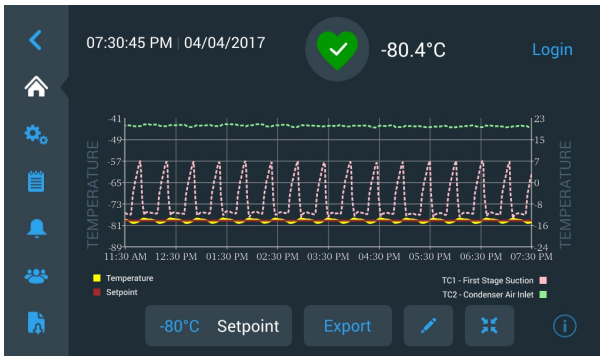 07:30:45 PM | 04/04/2017
-80.4°C
Login
-41
-49
-57
-65
-73
-81
-89
TEMPERATURE
23
15
7
0
-8
-16
-24
TEMPERATURE
11:30 AM 12:30 PM 01:30 PM 02:30 PM 03:30 PM 04:30 PM 05:30 PM 06:30 PM 07:30 PM
Temperature
Setpoint
TC1 - First Stage Suction
TC2 - Condenser Air Inlet
-80°C Setpoint Export
i